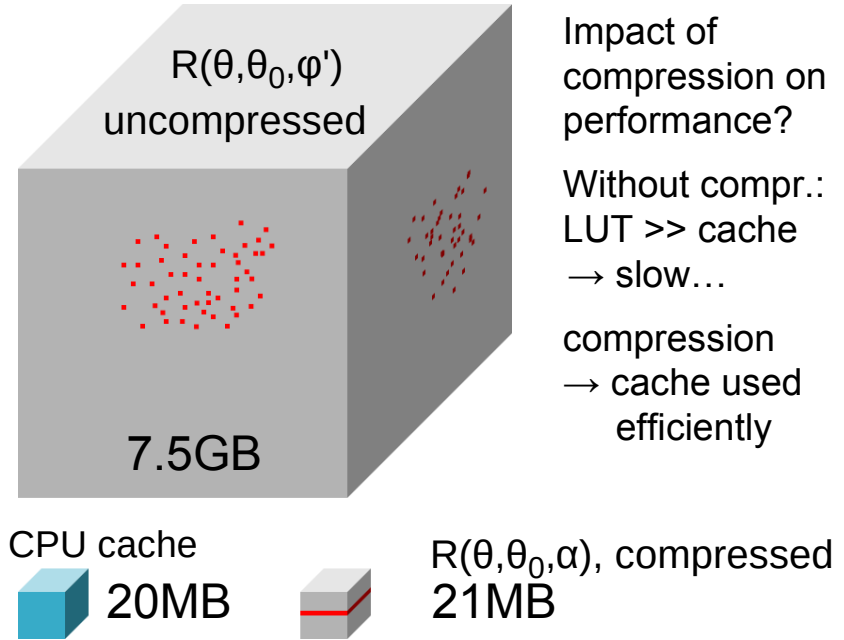 R(θ,θ₀,φ')
uncompressed
7.5GB
Impact of
compression on
performance?
Without compr.:
LUT >> cache
→ slow…
compression
→ cache used
efficiently
CPU cache
20MB
R(θ,θ₀,α), compressed
21MB